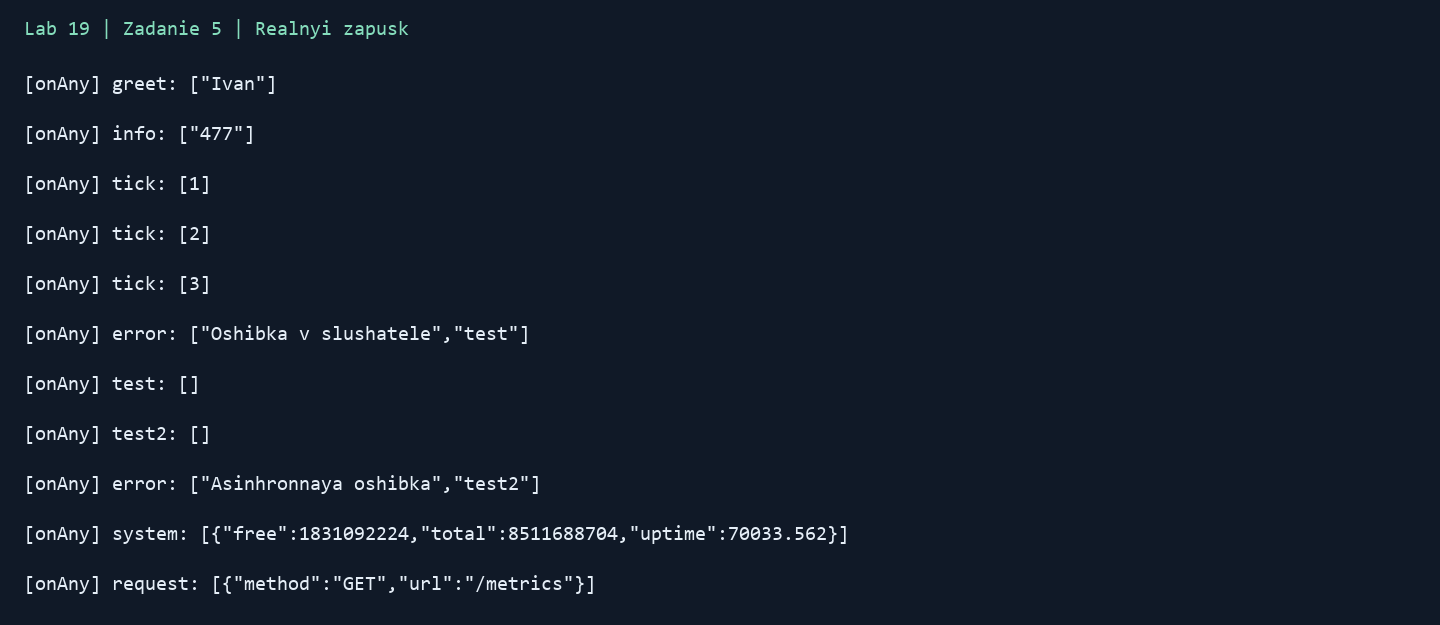 Lab 19 | Zadanie 5 | Realnyi zapusk
[onAny] greet: ["Ivan"]
[onAny] info: ["477"]
[onAny] tick: [1]
[onAny] tick: [2]
[onAny] tick: [3]
[onAny] error: ["Oshibka v slushatele","test"]
[onAny] test: []
[onAny] test2: []
[onAny] error: ["Asinhronnaya oshibka","test2"]
[onAny] system: [{"free":1831092224,"total":8511688704,"uptime":70033.562}]
[onAny] request: [{"method":"GET","url":"/metrics"}]